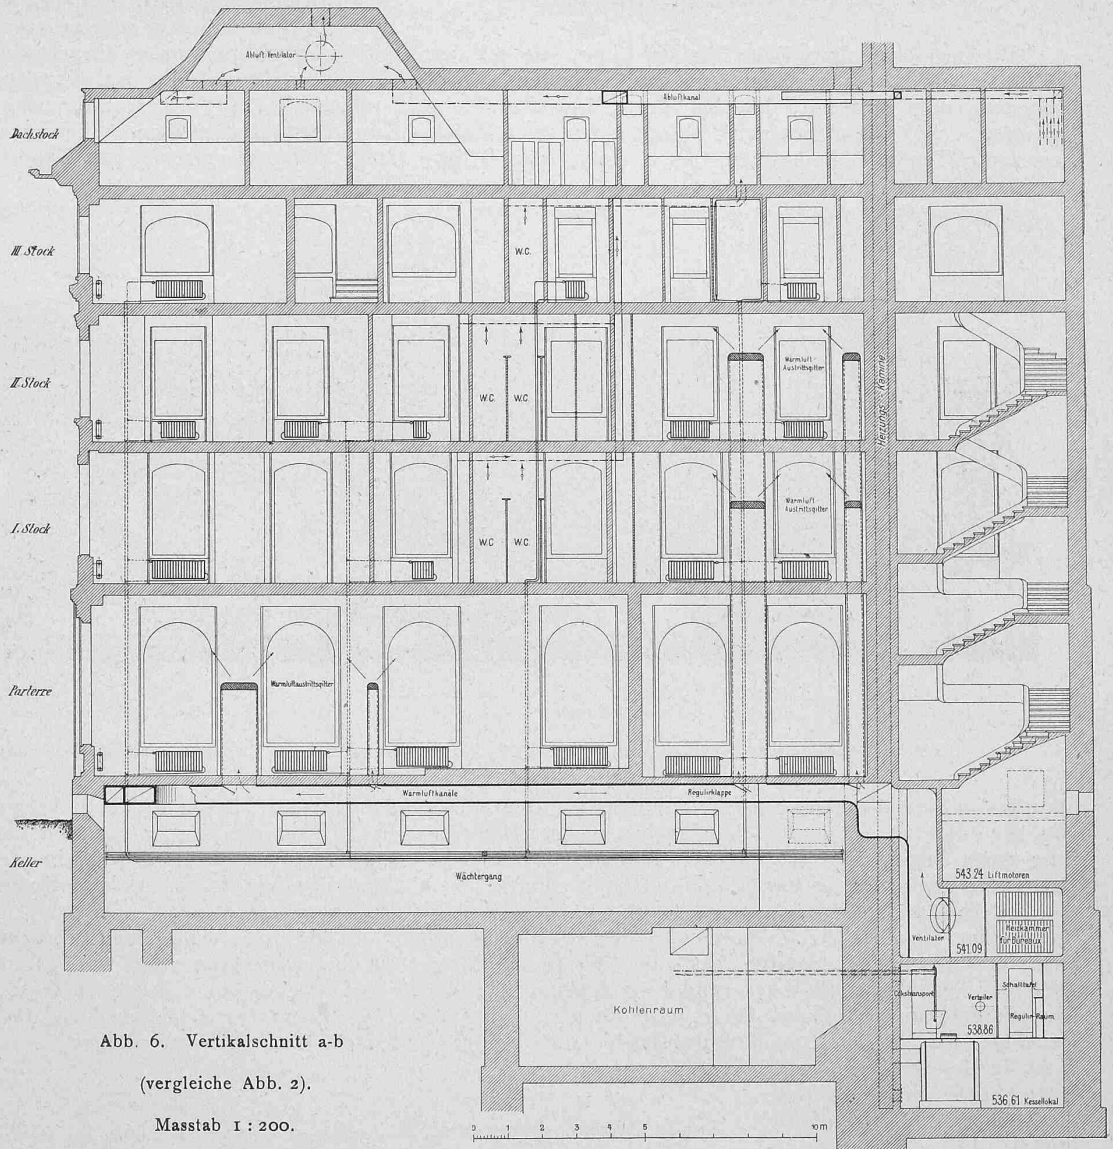 Abluft Ventilator
Abluftkanal
Dachstock
III. Stock
W.C.
II. Stock
W.C. W.C.
Warmluft-
Austrittsgitter
Heizungs Kamine
I. Stock
W.C. W.C.
Warmluft-
Austrittsgitter
Parterre
Warmluftaustrittsgitter
Warmluftkanäle
Regulirklappe
Keller
Wächtergang
543.24 Liftmotoren
Ventilator
541.09
Heizkammer
für Bureaux
Kohlenraum
Cokstransport
Verteiler
Schalttafel
Regulir-Raum
538.86
536.61 Kessellokal
Abb. 6. Vertikalschnitt a-b
(vergleiche Abb. 2).
Masstab 1 : 200.
0 1 2 3 4 5 10 m